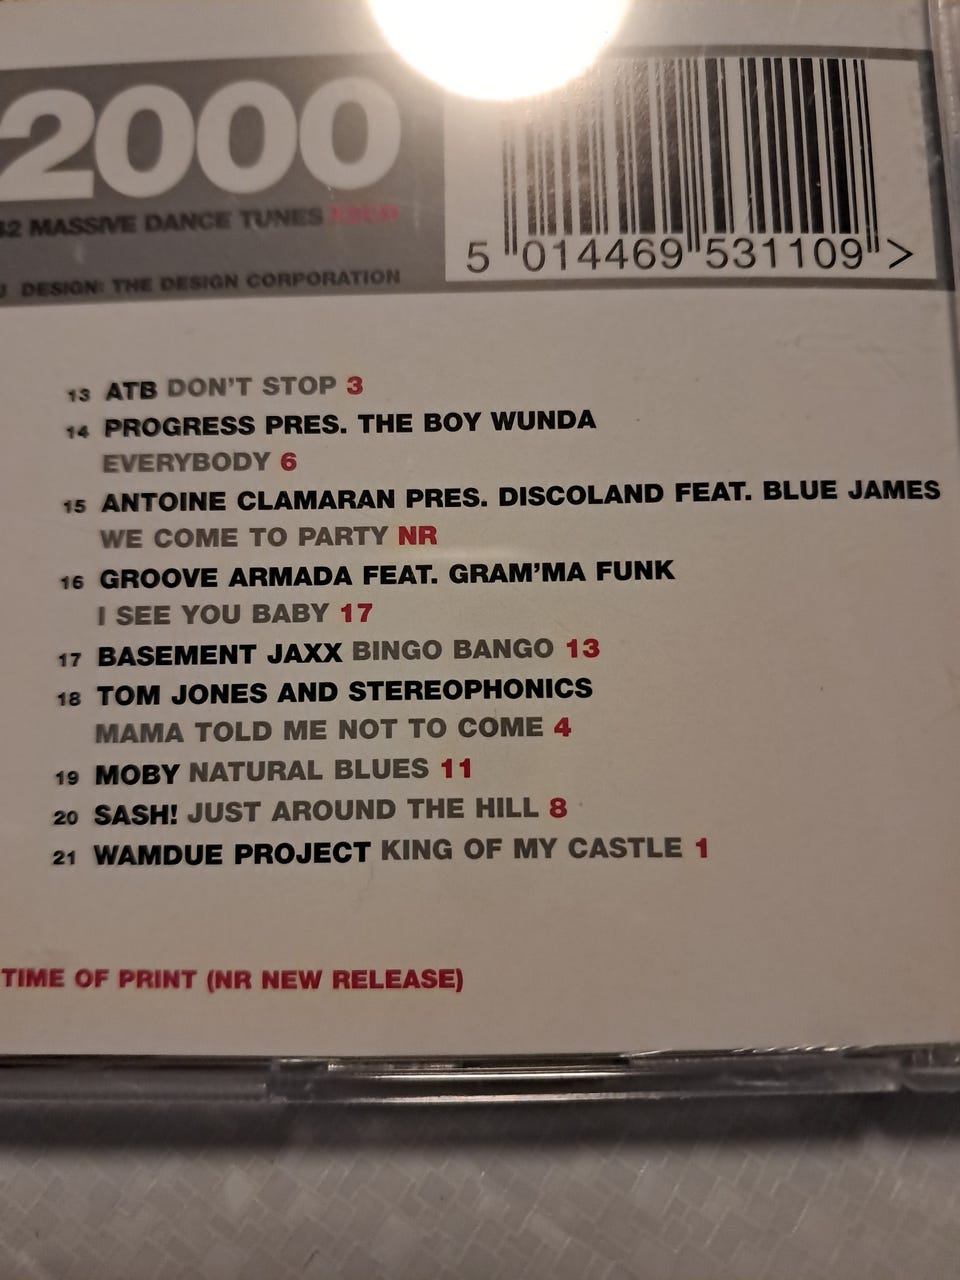 2000
MASSIVE DANCE TUNES
DESIGN: THE DESIGN CORPORATION
5 014469 531109 >
13 ATB DON'T STOP 3
14 PROGRESS PRES. THE BOY WUNDA
EVERYBODY 6
15 ANTOINE CLAMARAN PRES. DISCOLAND FEAT. BLUE JAMES
WE COME TO PARTY NR
16 GROOVE ARMADA FEAT. GRAM'MA FUNK
I SEE YOU BABY 17
17 BASEMENT JAXX BINGO BANGO 13
18 TOM JONES AND STEREOPHONICS
MAMA TOLD ME NOT TO COME 4
19 MOBY NATURAL BLUES 11
20 SASH! JUST AROUND THE HILL 8
21 WAMDUE PROJECT KING OF MY CASTLE 1
TIME OF PRINT (NR NEW RELEASE)